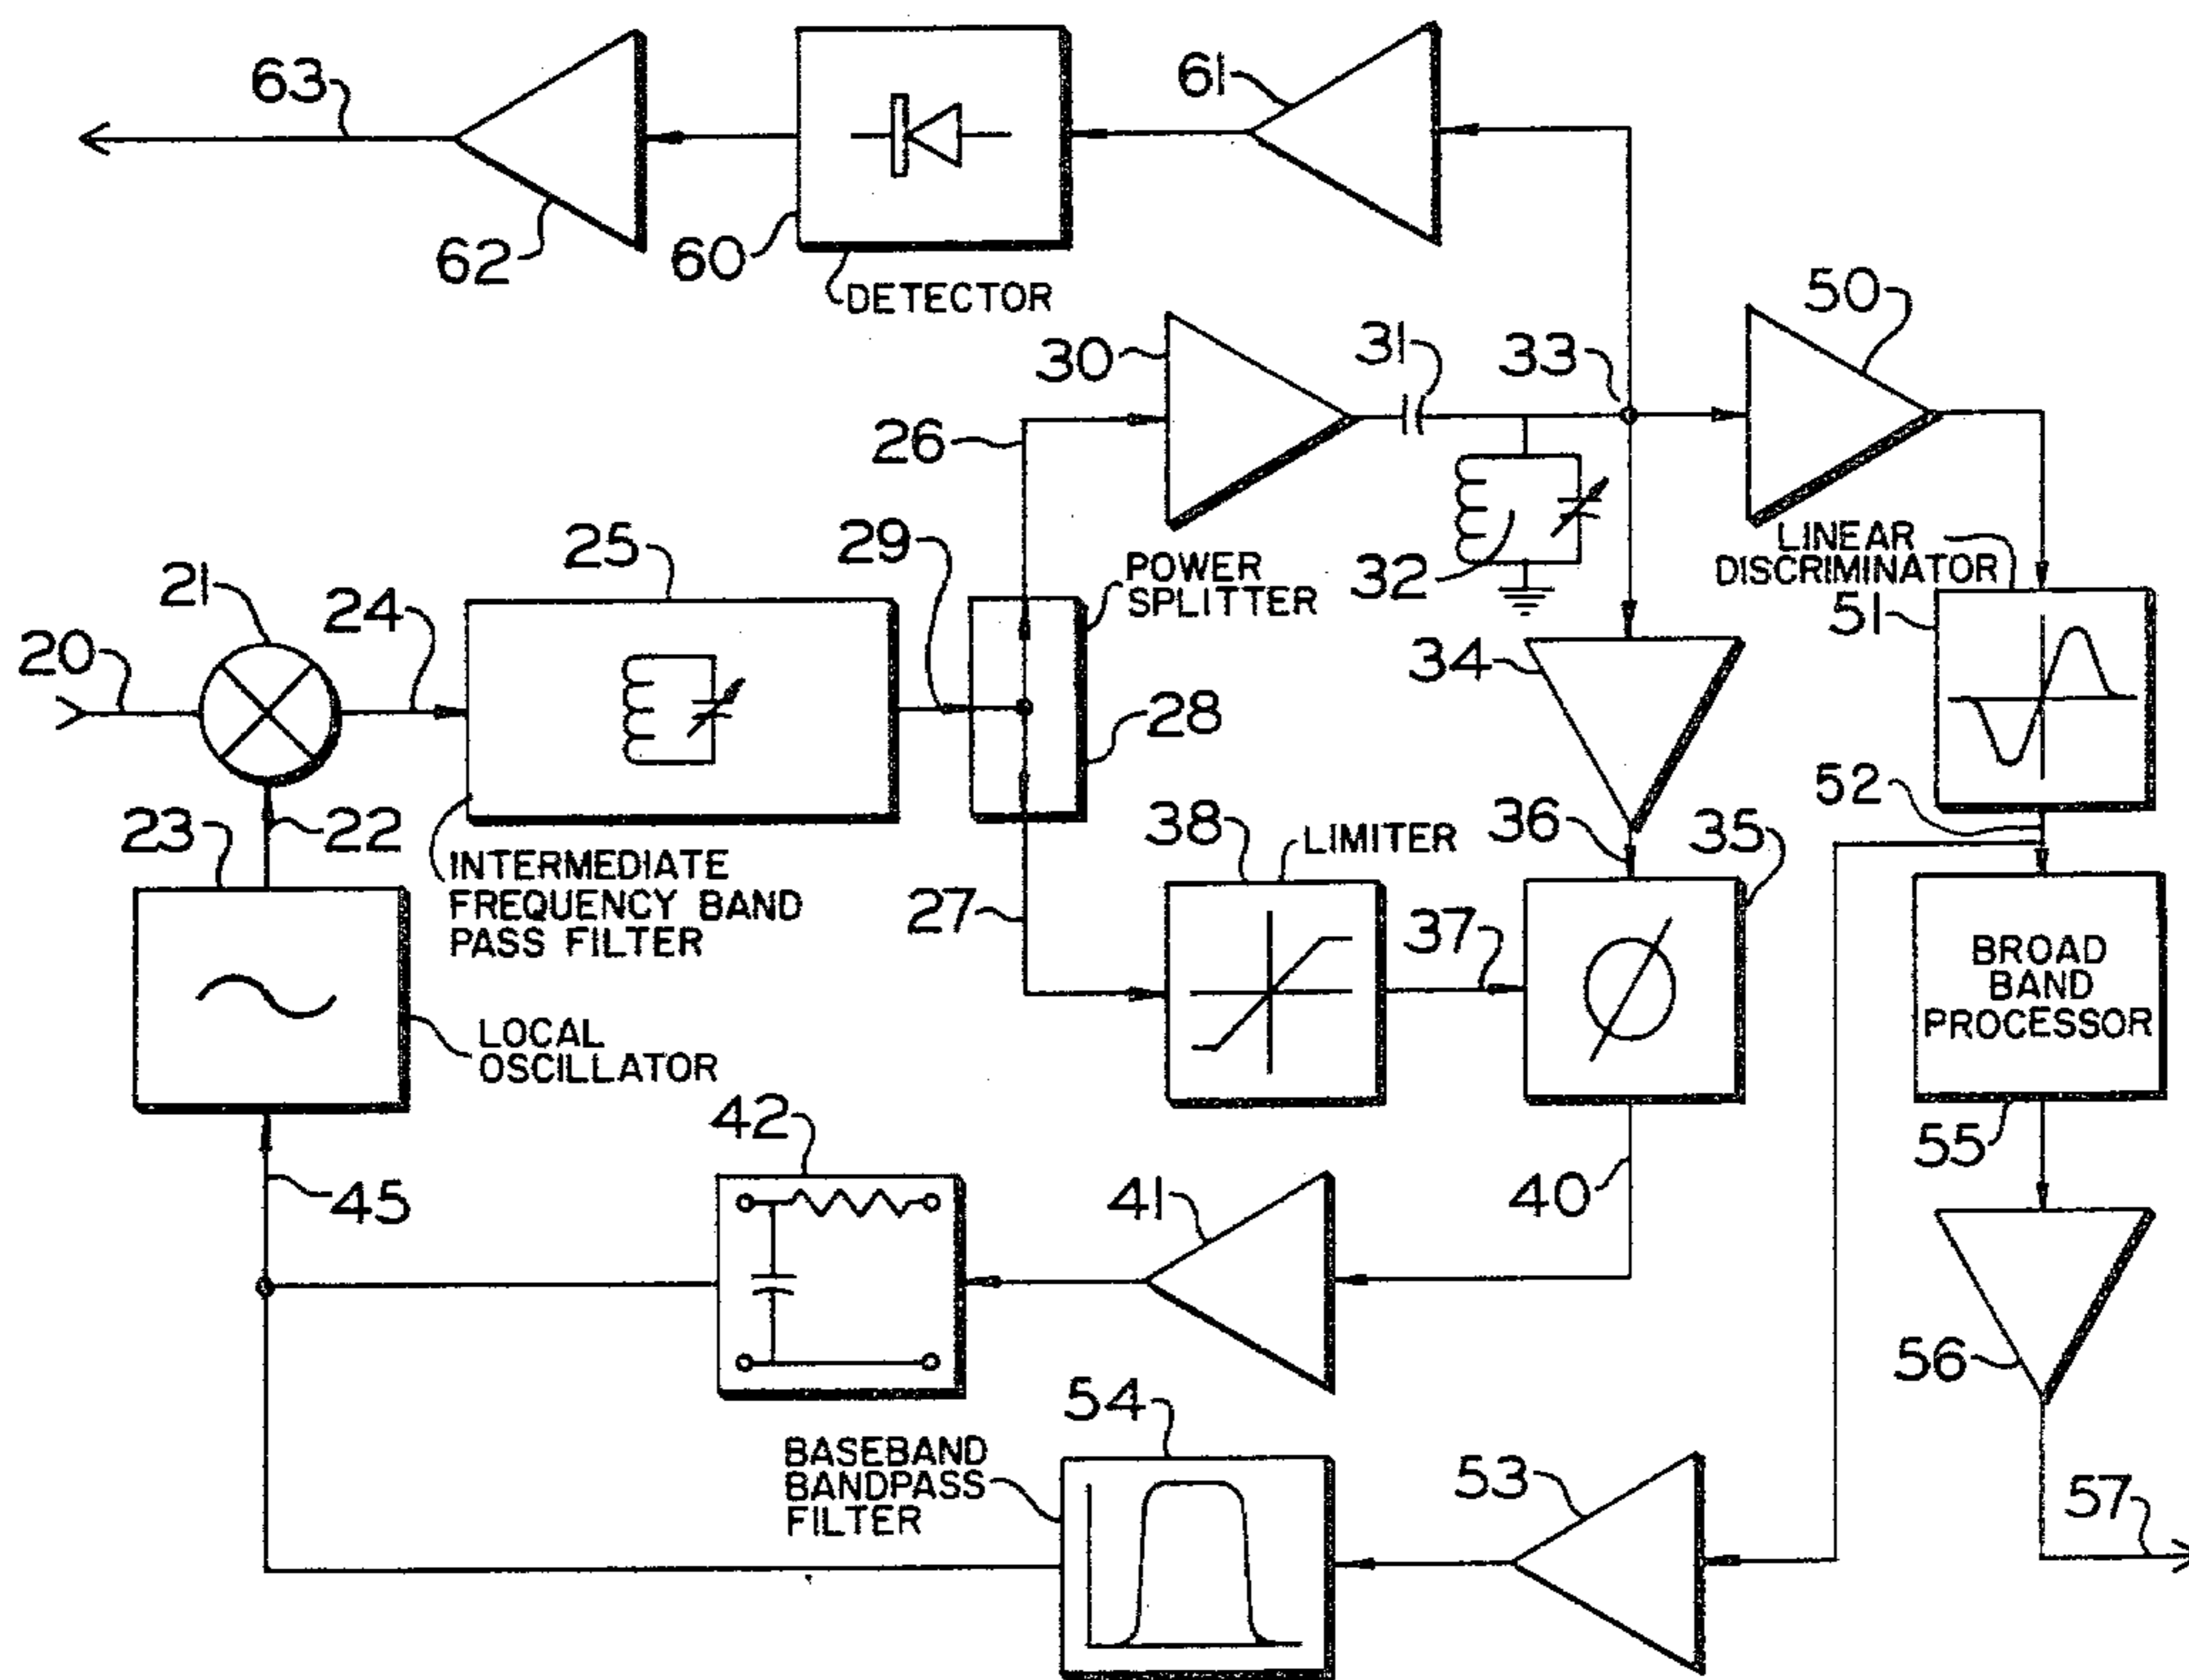 63
62
60
DETECTOR
61
30
31
33
50
26
32
LINEAR
DISCRIMINATOR
51
25
29
POWER
SPLITTER
28
21
24
20
34
23
22
INTERMEDIATE
FREQUENCY BAND
PASS FILTER
38
LIMITER
36
35
52
27
37
BROAD
BAND
PROCESSOR
LOCAL
OSCILLATOR
42
45
41
40
55
56
54
BASEBAND
BANDPASS
FILTER
53
57